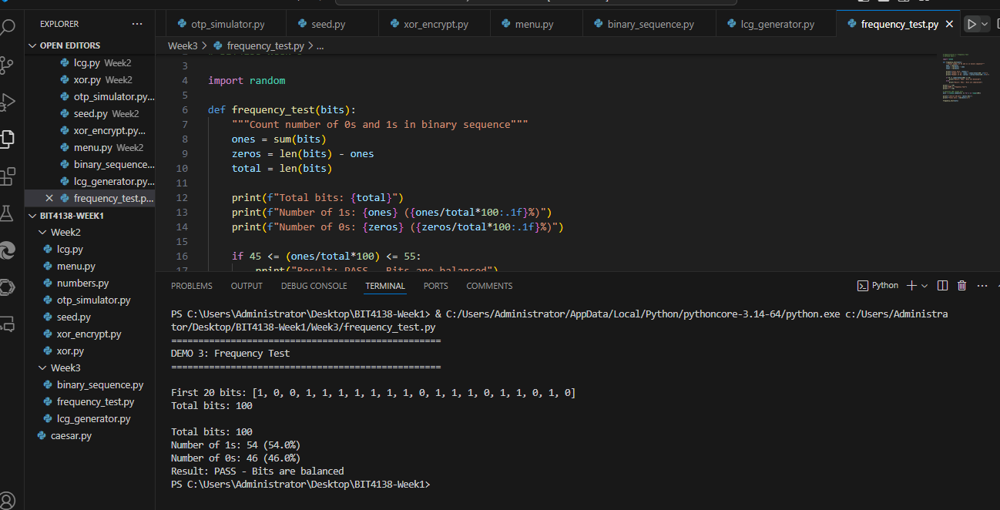 EXPLORER
···
OPEN EDITORS
lcg.py Week2
xor.py Week2
otp_simulator.py...
seed.py Week2
xor_encrypt.py...
menu.py Week2
binary_sequence...
lcg_generator.py...
frequency_test.p...
BIT4138-WEEK1
Week2
lcg.py
menu.py
numbers.py
otp_simulator.py
seed.py
xor_encrypt.py
xor.py
Week3
binary_sequence.py
frequency_test.py
lcg_generator.py
caesar.py
otp_simulator.py
seed.py
xor_encrypt.py
menu.py
binary_sequence.py
lcg_generator.py
frequency_test.py
Week3 > frequency_test.py > ...
3
4 import random
5
6 def frequency_test(bits):
7 """Count number of 0s and 1s in binary sequence"""
8 ones = sum(bits)
9 zeros = len(bits) - ones
10 total = len(bits)
11
12 print(f"Total bits: {total}")
13 print(f"Number of 1s: {ones} ({ones/total*100:.1f}%)")
14 print(f"Number of 0s: {zeros} ({zeros/total*100:.1f}%)")
15
16 if 45 <= (ones/total*100) <= 55:
17 print("Result: PASS - Bits are balanced")
PROBLEMS OUTPUT DEBUG CONSOLE TERMINAL PORTS COMMENTS
Python
PS C:\Users\Administrator\Desktop\BIT4138-Week1> & C:/Users/Administrator/AppData/Local/Python/pythoncore-3.14-64/python.exe c:/Users/Administra
tor/Desktop/BIT4138-Week1/Week3/frequency_test.py
==================================================
DEMO 3: Frequency Test
==================================================
First 20 bits: [1, 0, 0, 1, 1, 1, 1, 1, 1, 1, 0, 1, 1, 1, 0, 1, 1, 0, 1, 0]
Total bits: 100
Total bits: 100
Number of 1s: 54 (54.0%)
Number of 0s: 46 (46.0%)
Result: PASS - Bits are balanced
PS C:\Users\Administrator\Desktop\BIT4138-Week1>